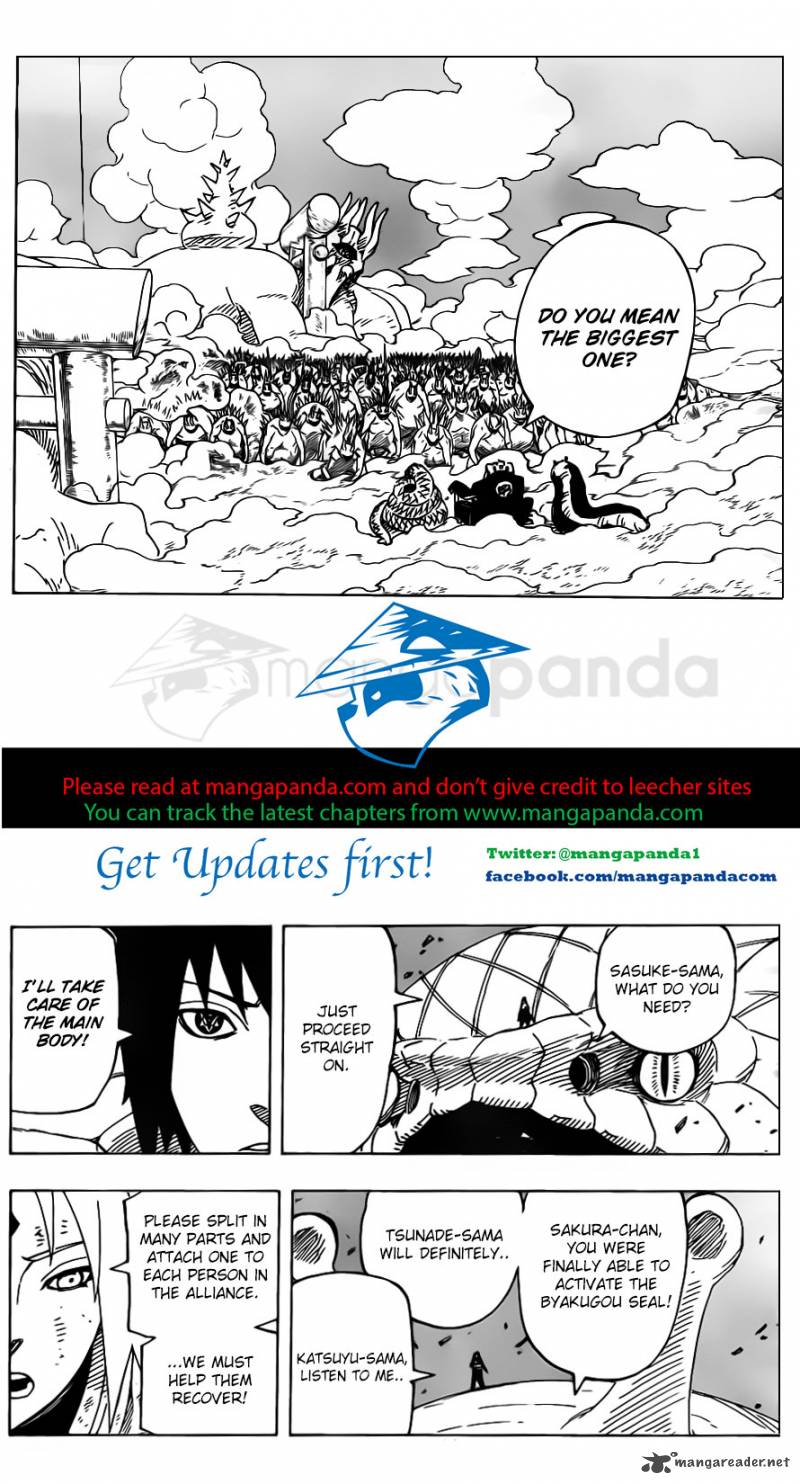 DO YOU MEAN
THE BIGGEST
ONE?
mangapanda
Please read at mangapanda.com and don't give credit to leecher sites
You can track the latest chapters from www.mangapanda.com
Get Updates first!
Twitter: @mangapanda1
facebook.com/mangapandacom
SASUKE-SAMA,
WHAT DO YOU
NEED?
JUST
PROCEED
STRAIGHT
ON.
I'LL TAKE
CARE OF
THE MAIN
BODY!
SAKURA-CHAN,
YOU WERE
FINALLY ABLE TO
ACTIVATE THE
BYAKUGOU SEAL!
TSUNADE-SAMA
WILL DEFINITELY..
KATSUYU-SAMA,
LISTEN TO ME..
PLEASE SPLIT IN
MANY PARTS AND
ATTACH ONE TO
EACH PERSON IN
THE ALLIANCE.
...WE MUST
HELP THEM
RECOVER!
mangareader.net